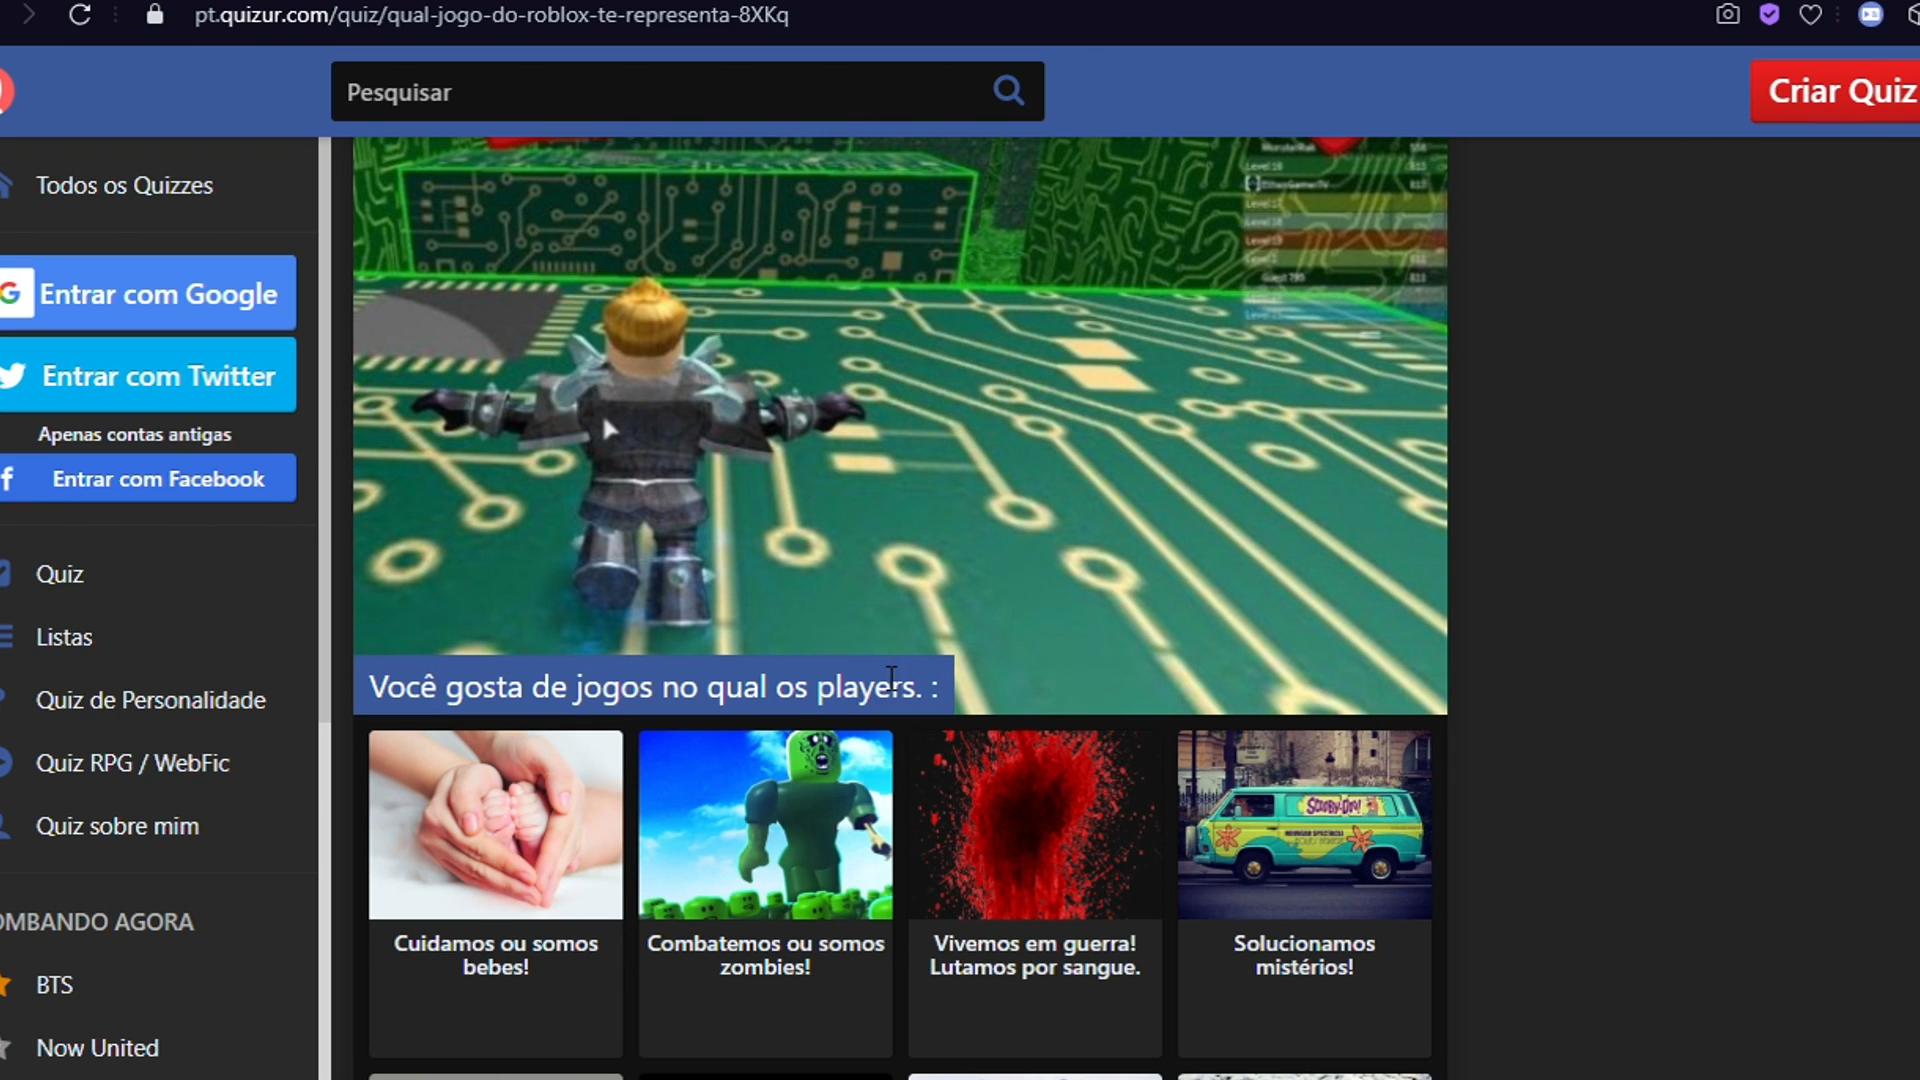 pt.quizur.com/quiz/qual-jogo-do-roblox-te-representa-8XKq
Pesquisar
Criar Quiz
Todos os Quizzes
Entrar com Google
Entrar com Twitter
Apenas contas antigas
Entrar com Facebook
Quiz
Listas
Quiz de Personalidade
Quiz RPG / WebFic
Quiz sobre mim
OMBANDO AGORA
BTS
Now United
Você gosta de jogos no qual os players. :
Cuidamos ou somos
bebes!
Combatemos ou somos
zombies!
Vivemos em guerra!
Lutamos por sangue.
Solucionamos
mistérios!